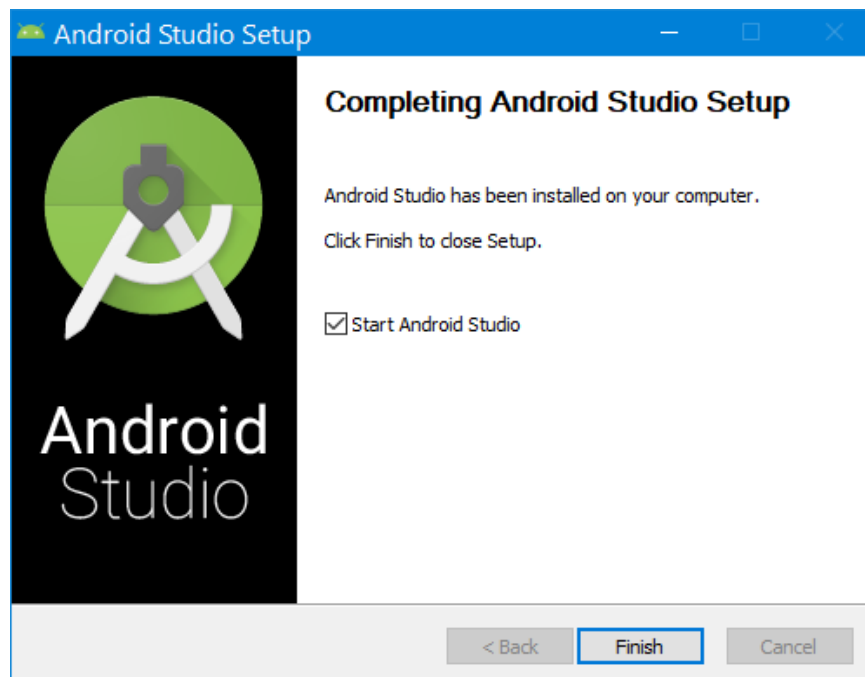 Android Studio Setup
Completing Android Studio Setup
Android Studio has been installed on your computer.
Click Finish to close Setup.
Start Android Studio
Android
Studio
< Back
Finish
Cancel